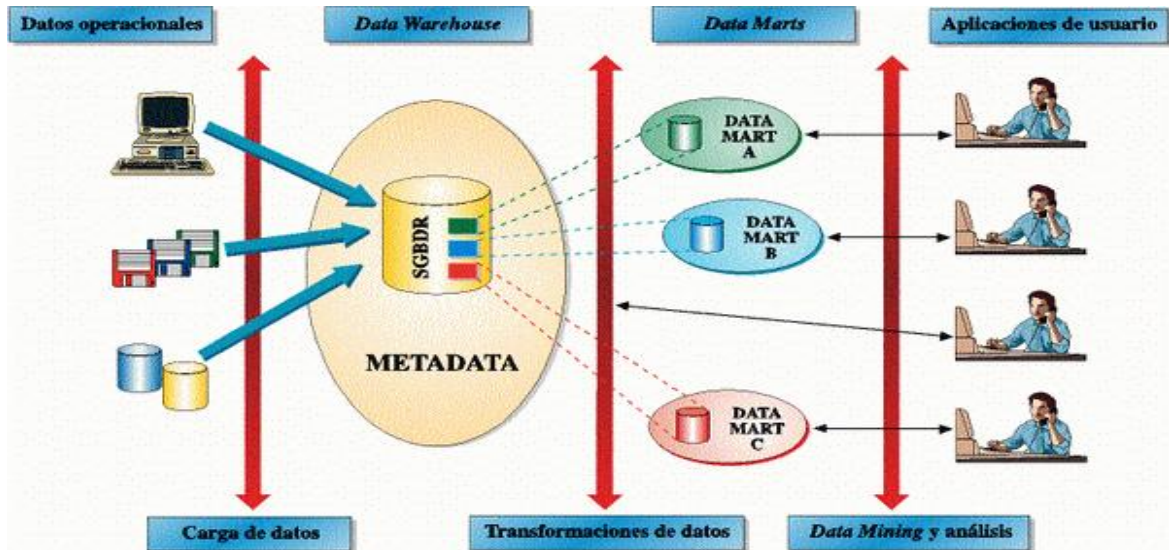 Datos operacionales
Data Warehouse
Data Marts
Aplicaciones de usuario
SGBDR
METADATA
DATA
MART
A
DATA
MART
B
DATA
MART
C
Carga de datos
Transformaciones de datos
Data Mining y análisis